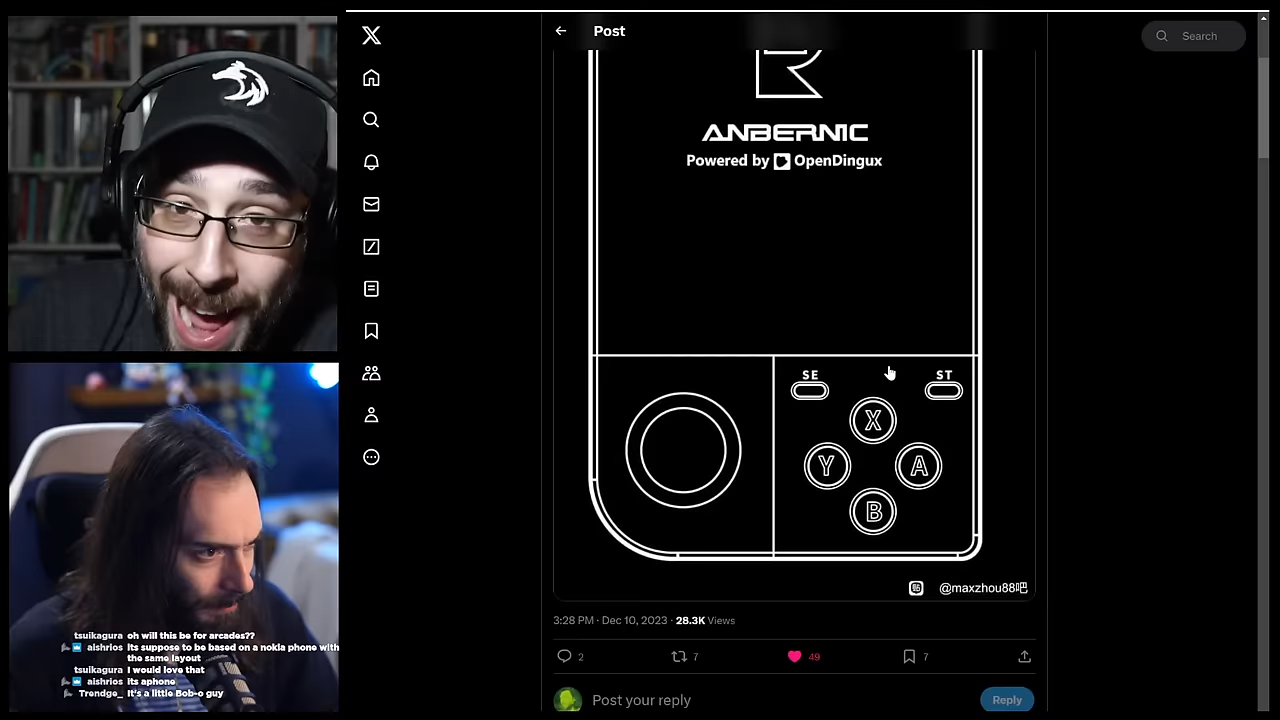 Post
Search
ANBERNIC
Powered by OpenDingux
SE
ST
X
Y
A
B
@maxzhou88吧
3:28 PM · Dec 10, 2023 · 28.3K Views
2
7
49
7
Post your reply
Reply
tsuikagura oh will this be for arcades??
aishrios Its suppose to be based on a nokia phone with
the same layout
tsuikagura I would love that
aishrios its aphone
Trendge_ It's a little Bob-o guy